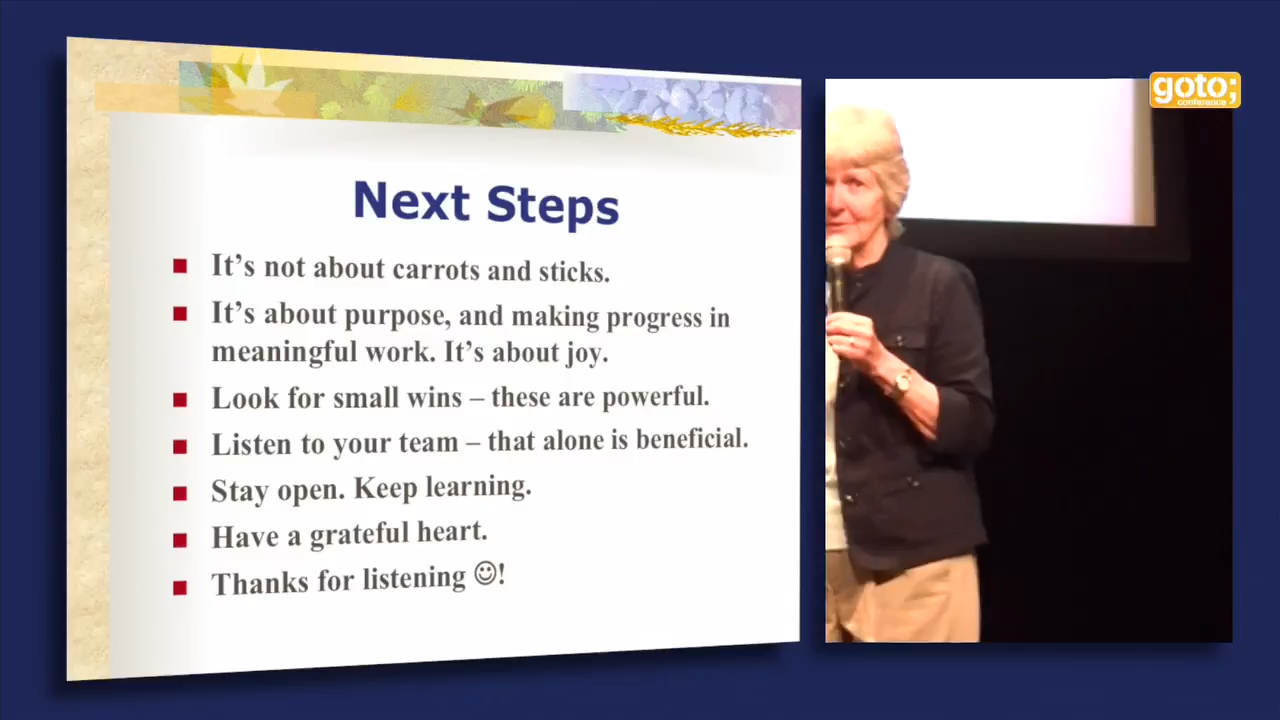 goto;
conference
Next Steps
It's not about carrots and sticks.
It's about purpose, and making progress in
meaningful work. It's about joy.
Look for small wins – these are powerful.
Listen to your team – that alone is beneficial.
Stay open. Keep learning.
Have a grateful heart.
Thanks for listening ☺!